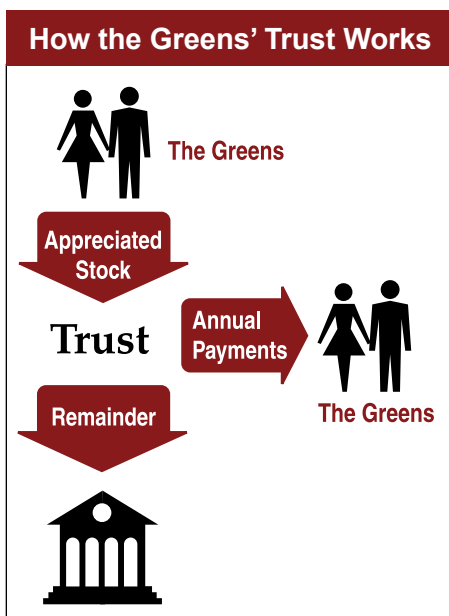 How the Greens’ Trust Works
The Greens
Appreciated
Stock
Trust
Annual
Payments
The Greens
Remainder